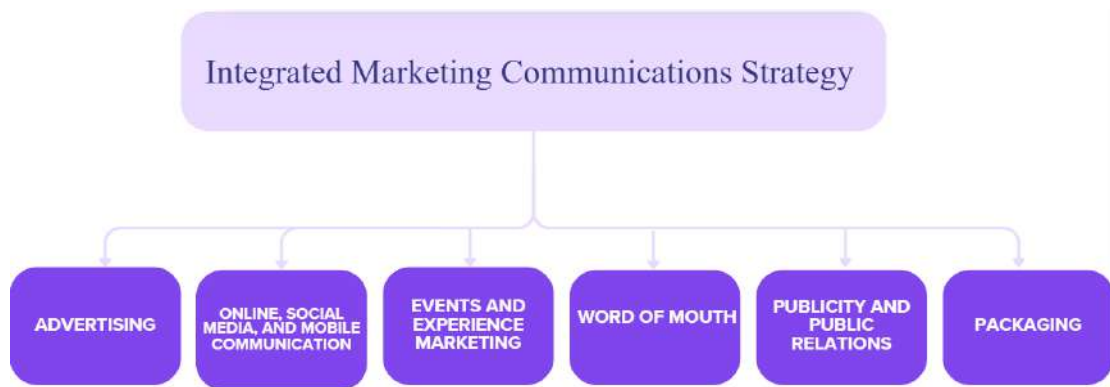 Integrated Marketing Communications Strategy
ADVERTISING
ONLINE, SOCIAL
MEDIA, AND MOBILE
COMMUNICATION
EVENTS AND
EXPERIENCE
MARKETING
WORD OF MOUTH
PUBLICITY AND
PUBLIC
RELATIONS
PACKAGING